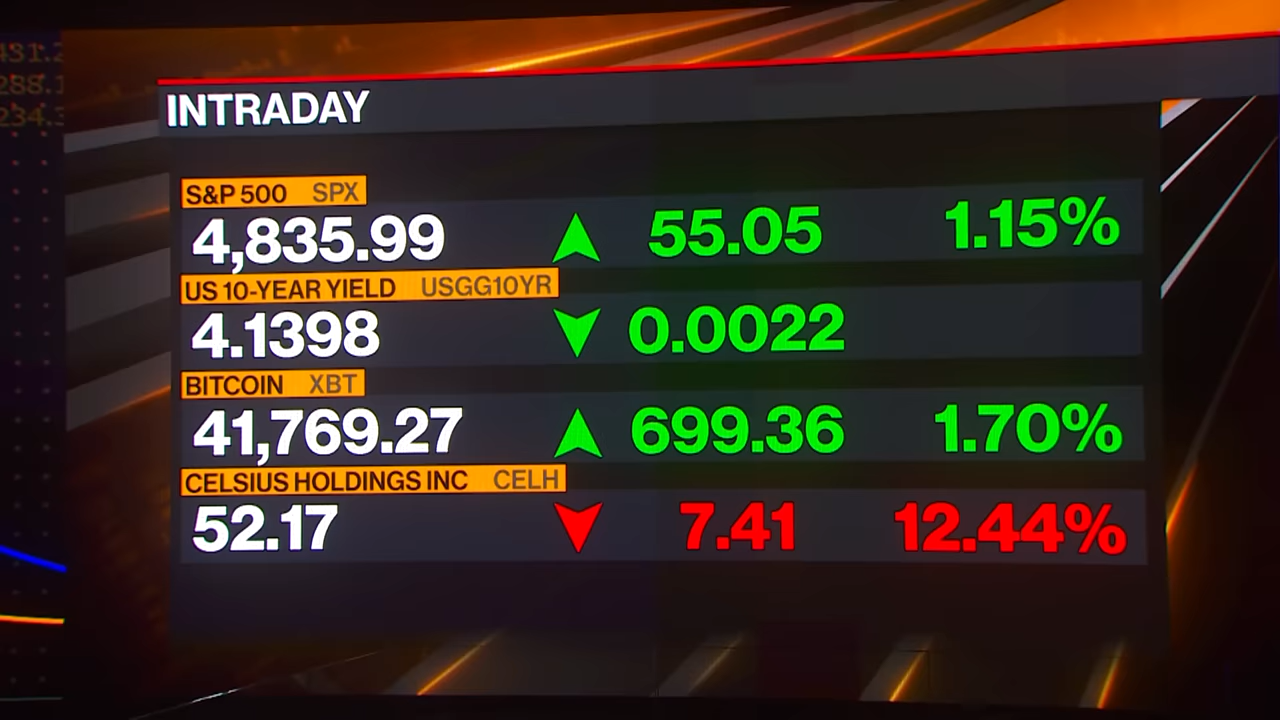 INTRADAY
S&P 500 SPX
4,835.99 ▲ 55.05 1.15%
US 10-YEAR YIELD USGG10YR
4.1398 ▼ 0.0022
BITCOIN XBT
41,769.27 ▲ 699.36 1.70%
CELSIUS HOLDINGS INC CELH
52.17 ▼ 7.41 12.44%